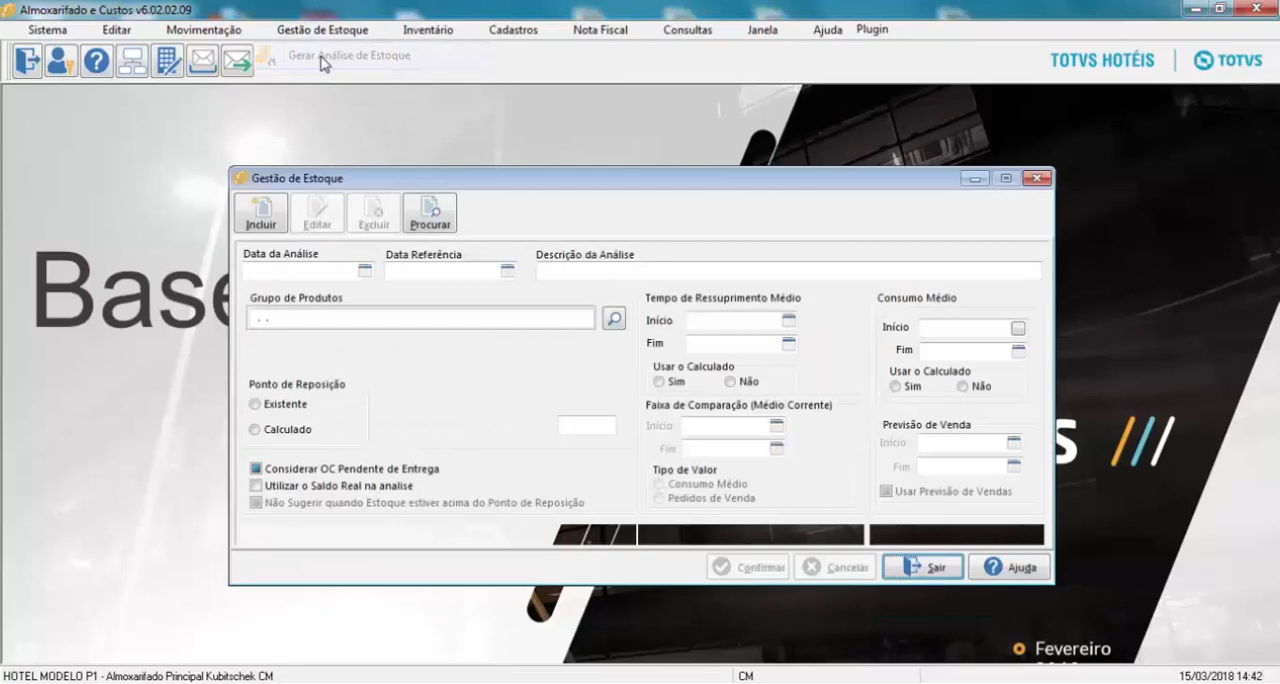 Almoxarifado e Custos v6.02.02.09
Sistema Editar Movimentação Gestão de Estoque Inventário Cadastros Nota Fiscal Consultas Janela Ajuda Plugin
Gerar Análise de Estoque
TOTVS HOTÉIS TOTVS
Base
Gestão de Estoque
Incluir Editar Excluir Procurar
Data da Análise Data Referência Descrição da Análise
Grupo de Produtos Tempo de Ressuprimento Médio Consumo Médio
. .
Início Início
Fim Fim
Usar o Calculado Usar o Calculado
Sim Não Sim Não
Ponto de Reposição
Existente Faixa de Comparação (Médio Corrente)
Calculado Início Previsão de Venda
Fim Início
Considerar OC Pendente de Entrega Tipo de Valor Fim
Utilizar o Saldo Real na analise Consumo Médio
Não Sugerir quando Estoque estiver acima do Ponto de Reposição Pedidos de Venda Usar Previsão de Vendas
S
Confirmar Cancelar Sair Ajuda
Fevereiro
HOTEL MODELO P1 - Almoxarifado Principal Kubitschek CM CM 15/03/2018 14:42